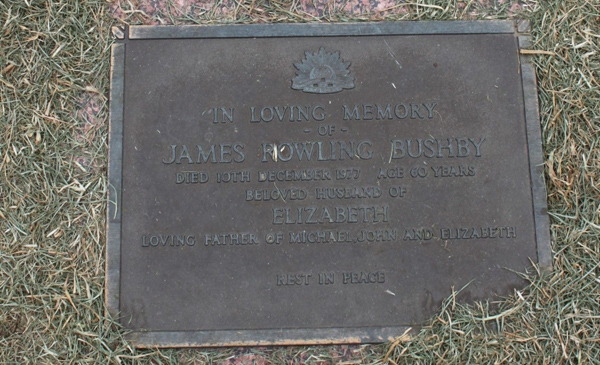 IN LOVING MEMORY
- OF -
JAMES ROWLING BUSHBY
DIED 10TH DECEMBER 1977 AGE 60 YEARS
BELOVED HUSBAND OF
ELIZABETH
LOVING FATHER OF MICHAEL, JOHN AND ELIZABETH
REST IN PEACE